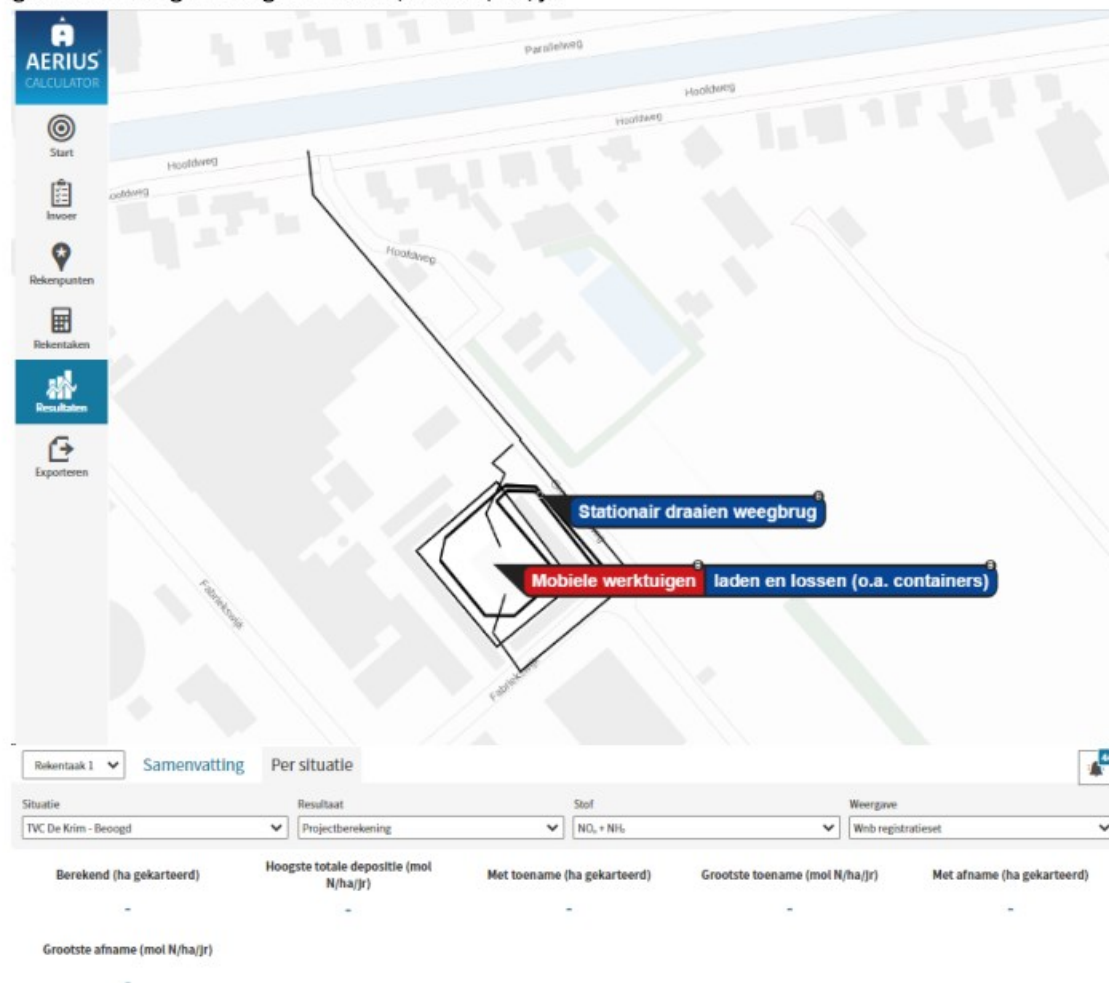 AERIUS
CALCULATOR
Start
Invoer
Rekenpunten
Rekentaken
Resultaten
Exporteren
Parallelweg
Hoofdweg
Hoofdweg
Hoofdweg
Hoofdweg
Stationair draaien weegbrug
Mobiele werktuigen laden en lossen (o.a. containers)
Fabriekswijk
Rekentaak 1 Samenvatting Per situatie
Situatie Resultaat Stof Weergave
TVC De Krim - Beoogd Projectberekening NOₓ + NH₃ Wnb registratieset
Berekend (ha gekarteerd) Hoogste totale depositie (mol N/ha/jr) Met toename (ha gekarteerd) Grootste toename (mol N/ha/jr) Met afname (ha gekarteerd)
- - - - -
Grootste afname (mol N/ha/jr)
-